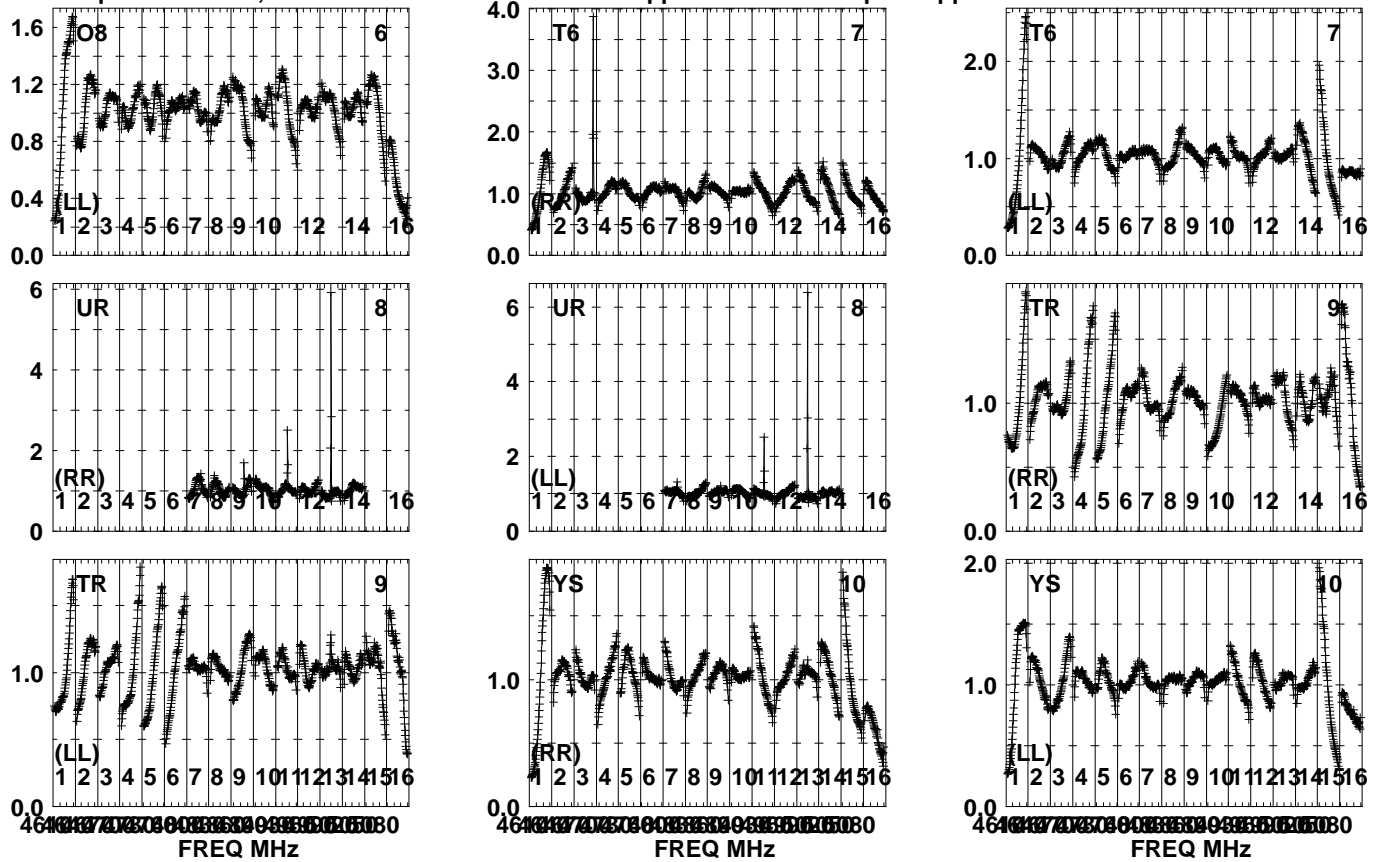 O8 6
1.6
1.2
0.8
0.4
0.0
(LL)
1 2 3 4 5 6 7 8 9 10 12 14 16
T6 7
4.0
3.0
2.0
1.0
0.0
(RR)
1 2 3 4 5 6 7 8 9 10 12 14 16
T6 7
2.0
1.0
0.0
(LL)
1 2 3 4 5 6 7 8 9 10 12 14 16
UR 8
6
4
2
0
(RR)
1 2 3 4 5 6 7 8 9 10 12 14 16
UR 8
6
4
2
0
(LL)
1 2 3 4 5 6 7 8 9 10 12 14 16
TR 9
1.0
0.0
(RR)
1 2 3 4 5 6 7 8 9 10 12 14 16
TR 9
1.0
0.0
(LL)
1 2 3 4 5 6 7 8 9 10 11 12 13 15 16
FREQ MHz
YS 10
1.0
0.0
(RR)
1 2 3 4 5 6 7 8 9 10 11 12 13 14 15 16
FREQ MHz
YS 10
2.0
1.0
0.0
(LL)
1 2 3 4 5 6 7 8 9 10 11 12 13 14 15 16
FREQ MHz